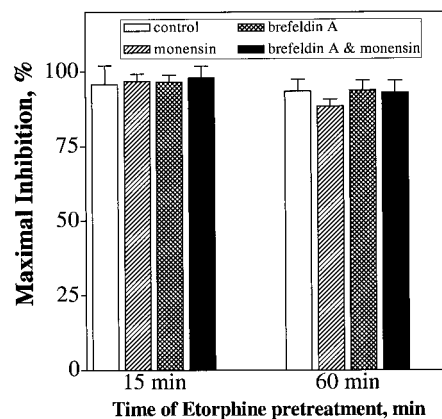 control
brefeldin A
monensin
brefeldin A & monensin
Maximal Inhibition, %
100
75
50
25
0
15 min
60 min
Time of Etorphine pretreatment, min